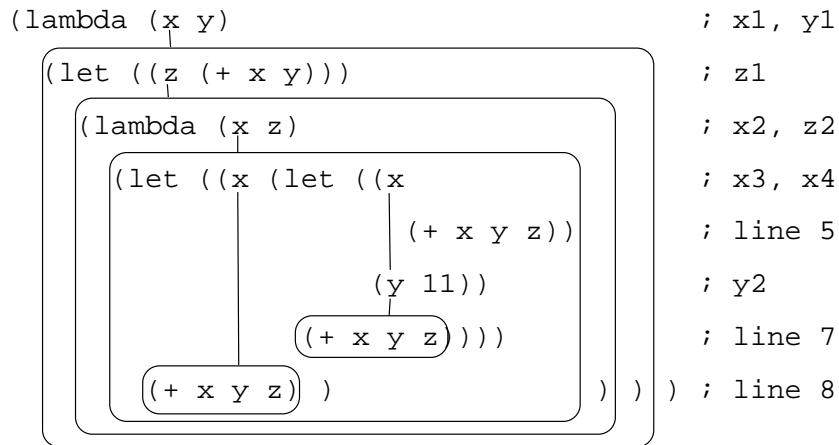 (lambda (x y) ; x1, y1
(let ((z (+ x y))) ; z1
(lambda (x z) ; x2, z2
(let ((x (let ((x ; x3, x4
(+ x y z)) ; line 5
(y 11)) ; y2
(+ x y z)))) ; line 7
(+ x y z) ) ) ) ) ; line 8